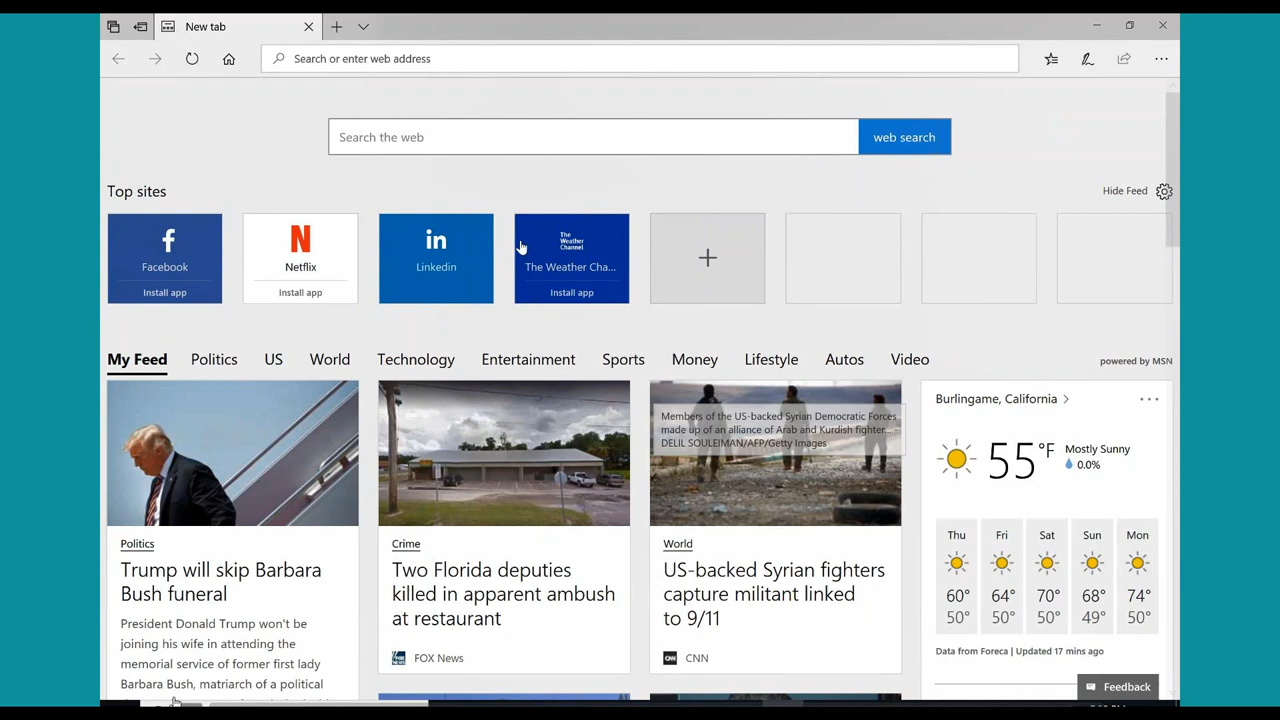 New tab
Search or enter web address
Search the web
web search
Top sites
Hide Feed
Facebook
Install app
N
Netflix
Install app
in
Linkedin
The
Weather
Channel
The Weather Cha...
Install app
My Feed Politics US World Technology Entertainment Sports Money Lifestyle Autos Video
powered by MSN
Politics
Trump will skip Barbara
Bush funeral
President Donald Trump won't be
joining his wife in attending the
memorial service of former first lady
Barbara Bush, matriarch of a political
Crime
Two Florida deputies
killed in apparent ambush
at restaurant
FOX News
Members of the US-backed Syrian Democratic Forces
made up of an alliance of Arab and Kurdish fighter...
DELIL SOULEIMAN/AFP/Getty Images
World
US-backed Syrian fighters
capture militant linked
to 9/11
CNN
Burlingame, California
55°F
Mostly Sunny
0.0%
Thu Fri Sat Sun Mon
60° 64° 70° 68° 74°
50° 50° 50° 49° 50°
Data from Foreca | Updated 17 mins ago
Feedback